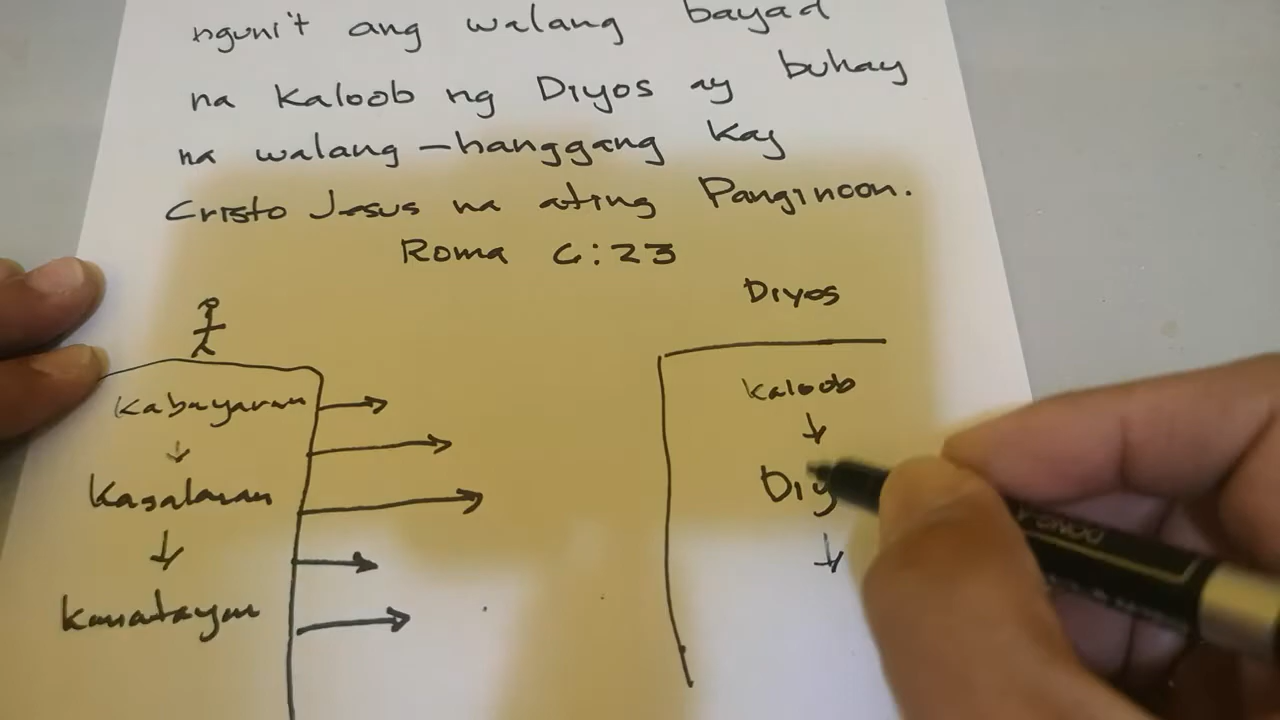 ngunit ang walang bayad
na Kaloob ng Diyos ay buhay
na walang-hanggang kay
Cristo Jesus na ating Panginoon.
Roma 6:23
Diyos
Kabayaran
Kasalanan
Kamatayan
Kaloob
Diy